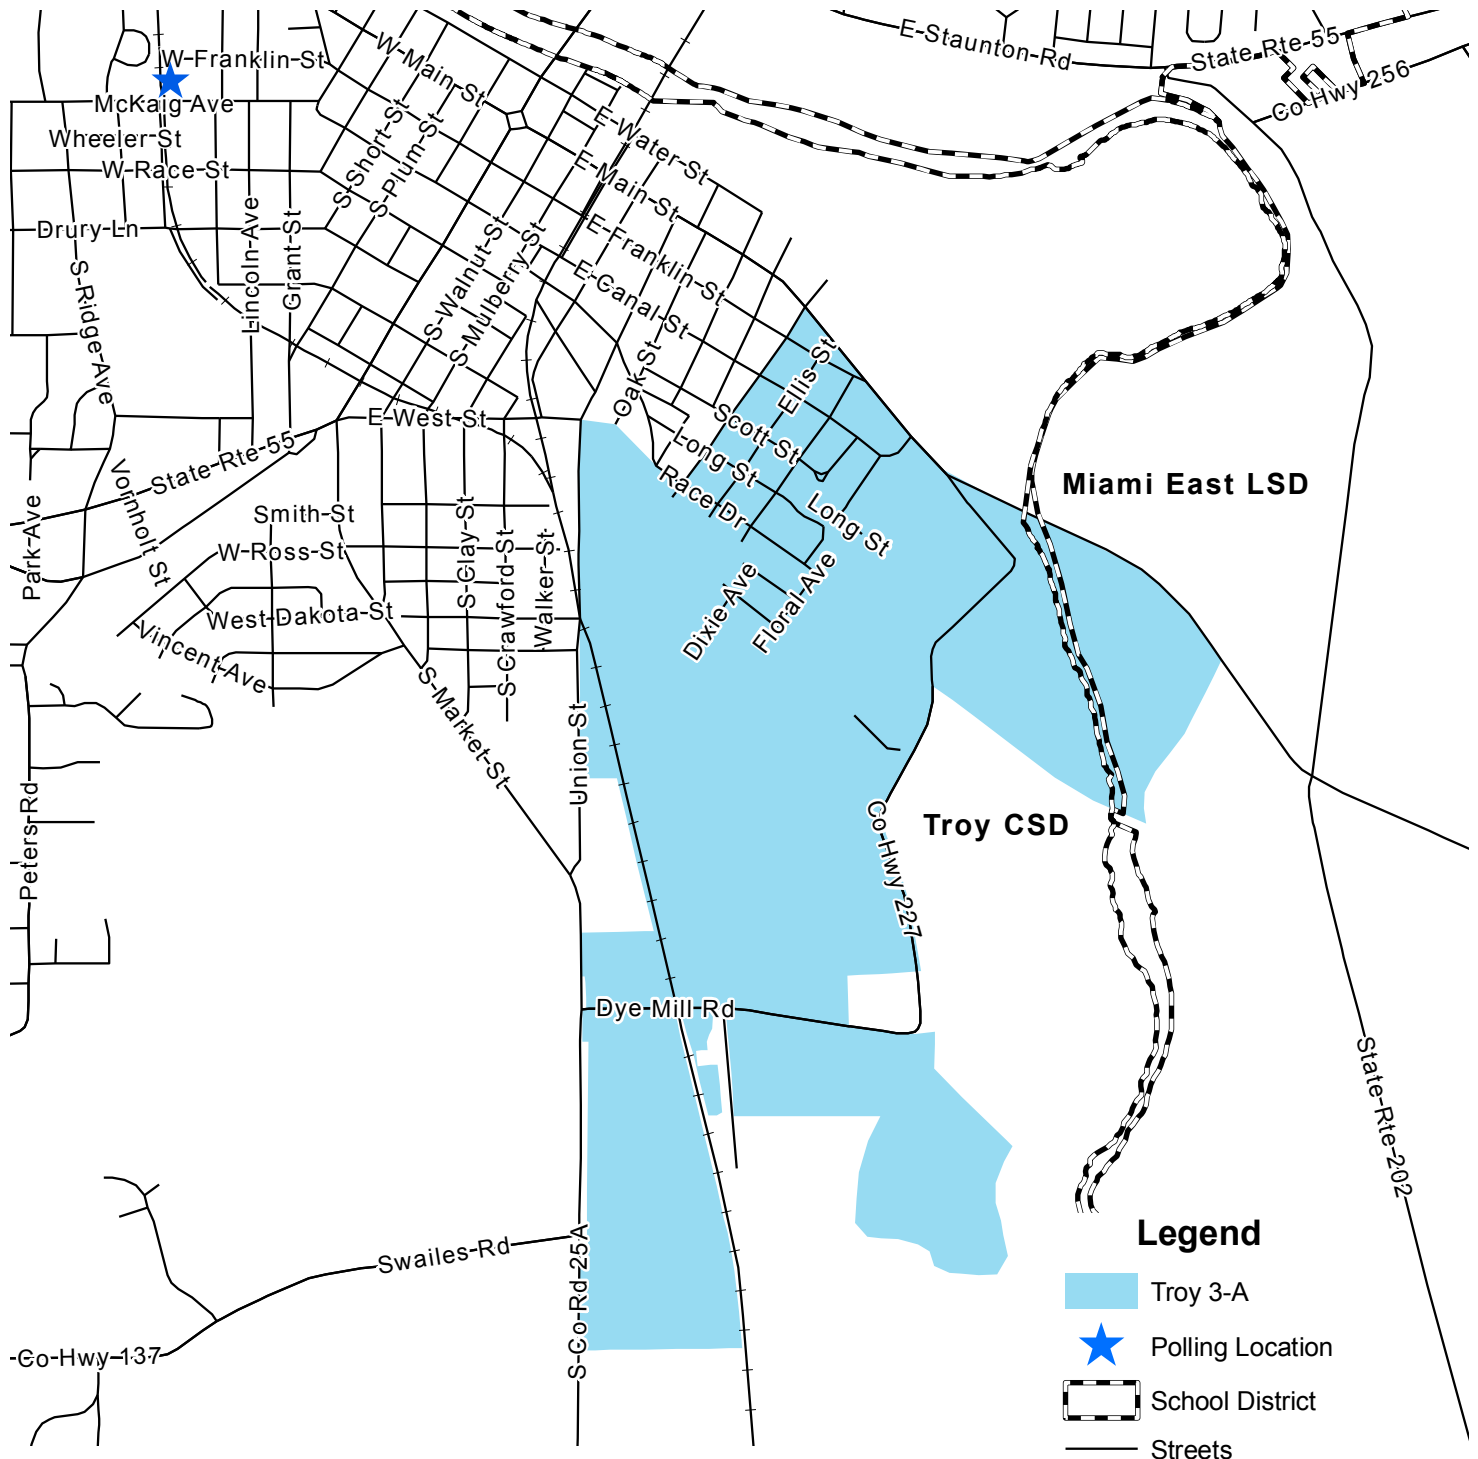 E Staunton Rd
State Rte 55
Co Hwy 256
W Franklin St
W Main St
McKaig Ave
Wheeler St
W Race St
S Short St
S Plum St
E Water St
E Main St
Drury Ln
S Ridge Ave
Lincoln Ave
Grant St
S Walnut St
S Mulberry St
E Franklin St
E Canal St
Oak St
Ellis St
E West St
Scott St
Long St
Race Dr
Long St
State Rte 55
Park Ave
Vornholt St
Smith St
W Ross St
S Clay St
S Crawford St
Walker St
West Dakota St
Vincent Ave
Dixie Ave
Floral Ave
Miami East LSD
S Market St
Union St
Peters Rd
Troy CSD
Co Hwy 227
Dye Mill Rd
State Rte 202
Swailes Rd
S Co Rd 25A
Co Hwy 137
Legend
Troy 3-A
Polling Location
School District
Streets